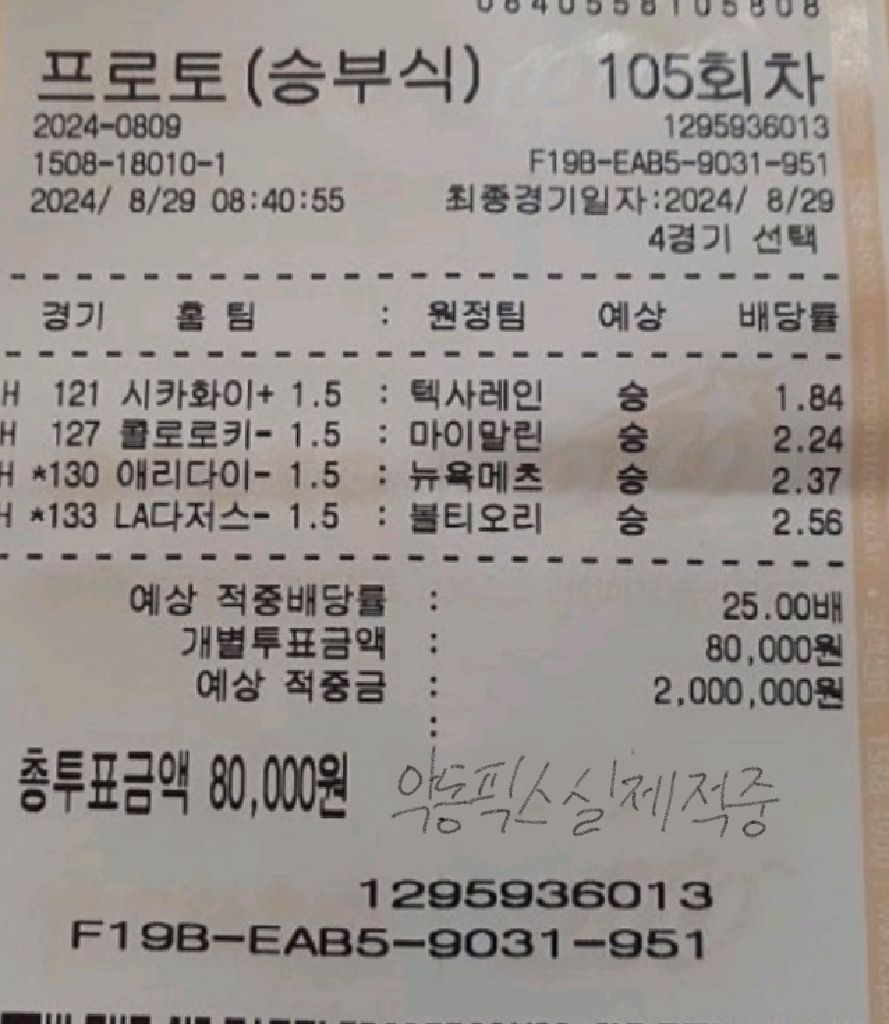 0840558105808
프로토(승부식) 105회차
2024-0809 1295936013
1508-18010-1 F19B-EAB5-9031-951
2024/ 8/29 08:40:55 최종경기일자:2024/ 8/29
4경기 선택
경기 홈 팀 : 원정팀 예상 배당률
H 121 시카화이+ 1.5 : 텍사레인 승 1.84
H 127 콜로로키- 1.5 : 마이말린 승 2.24
H *130 애리다이- 1.5 : 뉴욕메츠 승 2.37
H *133 LA다저스- 1.5 : 볼티오리 승 2.56
예상 적중배당률 : 25.00배
개별투표금액 : 80,000원
예상 적중금 : 2,000,000원
:
총투표금액 80,000원 악동픽스실제적중
1295936013
F19B-EAB5-9031-951